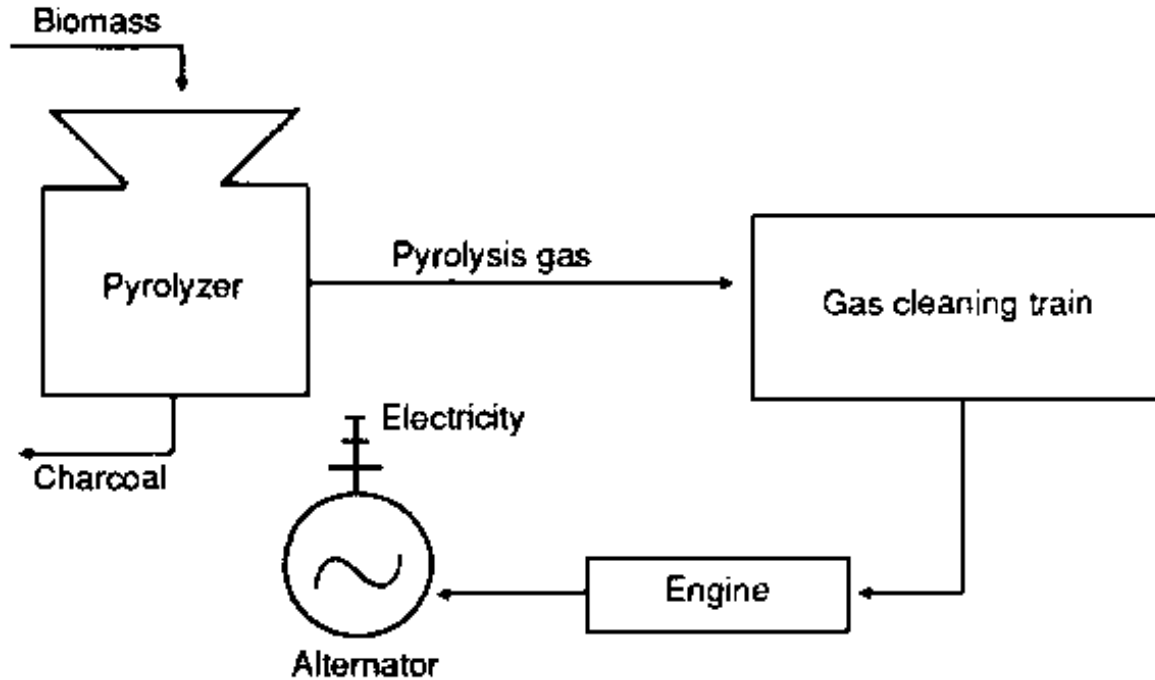 Biomass
Pyrolyzer
Pyrolysis gas
Gas cleaning train
Charcoal
Electricity
Engine
Alternator